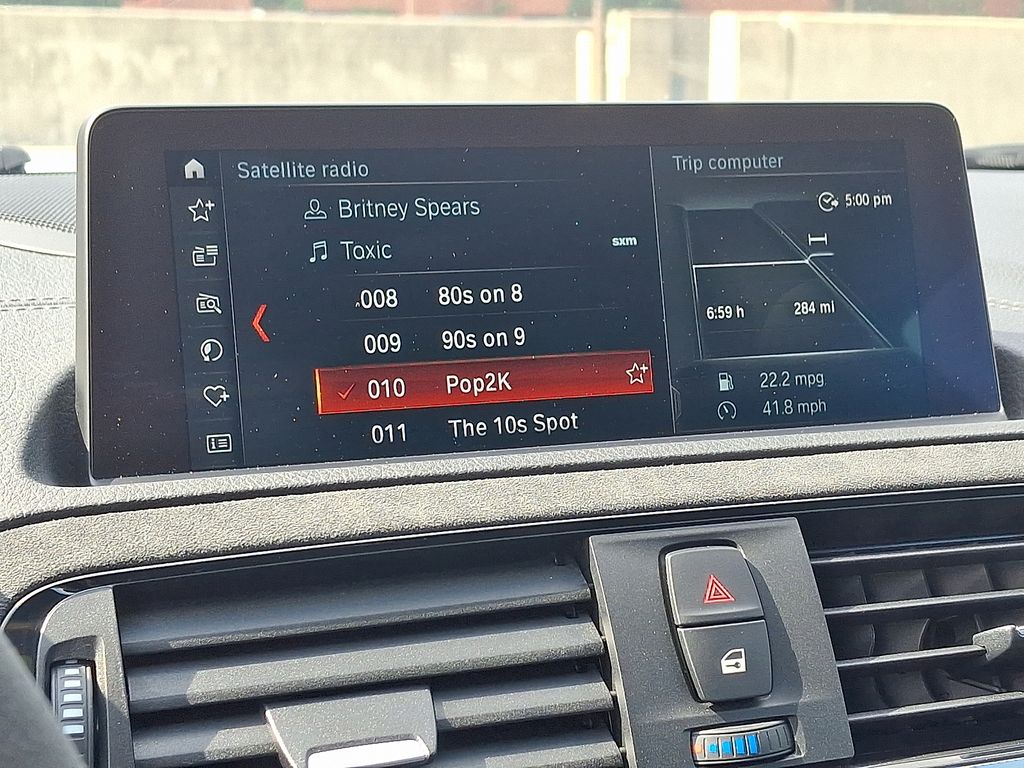 Satellite radio
Britney Spears
Toxic
sxm
008 80s on 8
009 90s on 9
010 Pop2K
011 The 10s Spot
Trip computer
5:00 pm
6:59 h 284 mi
22.2 mpg
41.8 mph